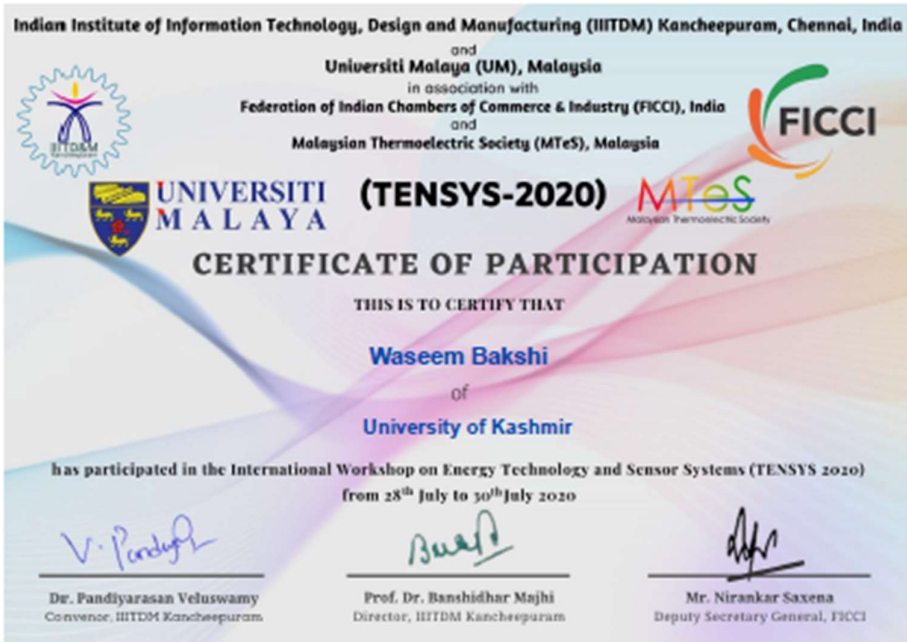 Indian Institute of Information Technology, Design and Manufacturing (IIITDM) Kancheepuram, Chennai, India
and
Universiti Malaya (UM), Malaysia
in association with
Federation of Indian Chambers of Commerce & Industry (FICCI), India
and
Malaysian Thermoelectric Society (MTeS), Malaysia
IIITD&M
Kancheepuram
FICCI
UNIVERSITI
MALAYA
(TENSYS-2020)
MTeS
Malaysian Thermoelectric Society
CERTIFICATE OF PARTICIPATION
THIS IS TO CERTIFY THAT
Waseem Bakshi
of
University of Kashmir
has participated in the International Workshop on Energy Technology and Sensor Systems (TENSYS 2020)
from 28th July to 30th July 2020
Dr. Pandiyarasan Veluswamy
Convenor, IIITDM Kancheepuram
Prof. Dr. Banshidhar Majhi
Director, IIITDM Kancheepuram
Mr. Nirankar Saxena
Deputy Secretary General, FICCI